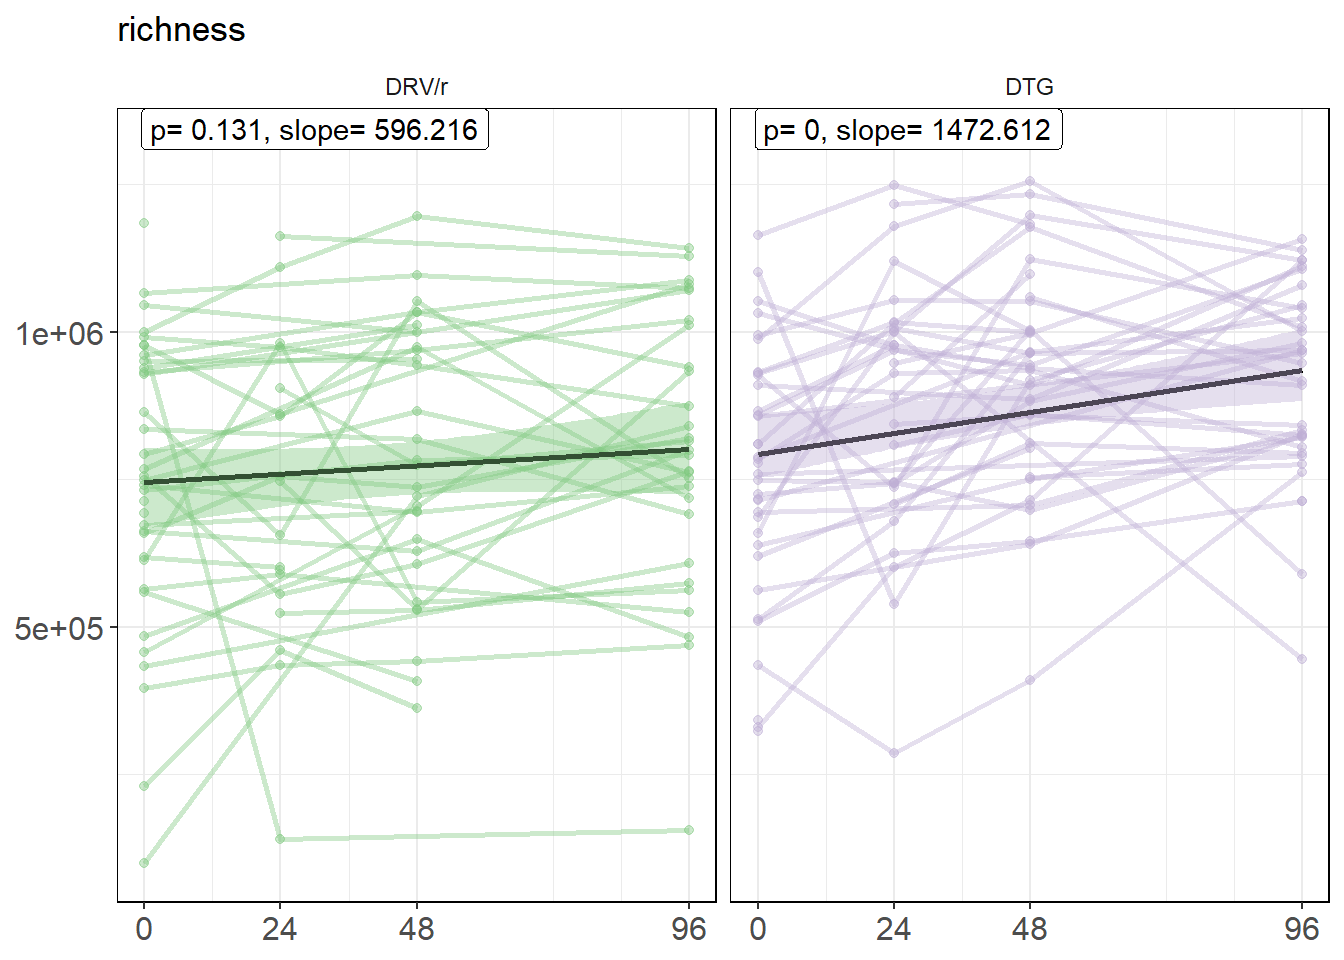 richness
DRV/r
DTG
p= 0.131, slope= 596.216
p= 0, slope= 1472.612
1e+06
5e+05
0 24 48 96
0 24 48 96